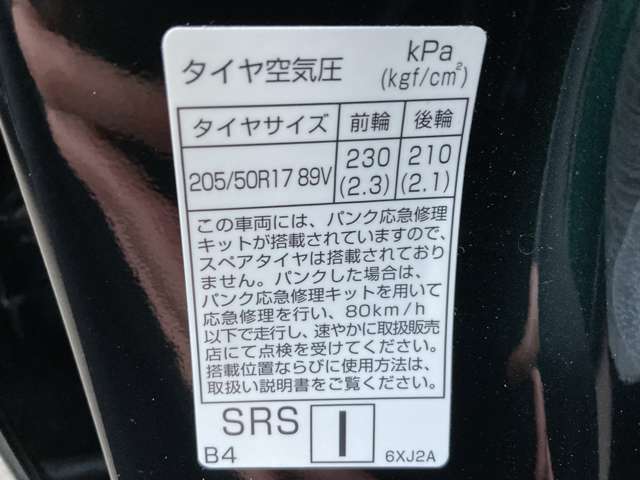 タイヤ空気圧 kPa
(kgf/cm²)
タイヤサイズ 前輪 後輪
205/50R17 89V 230 210
(2.3) (2.1)
この車両には、パンク応急修理
キットが搭載されていますので、
スペアタイヤは搭載されており
ません。パンクした場合は、
パンク応急修理キットを用いて
応急修理を行い、80km/h
以下で走行し、速やかに取扱販売
店にて点検を受けてください。
搭載位置ならびに使用方法は、
取扱い説明書をご覧ください。
SRS I
B4 6XJ2A